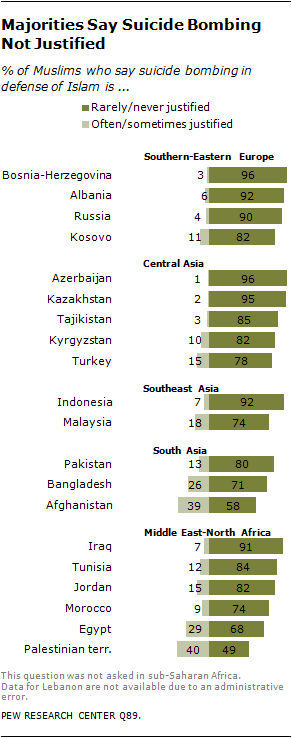 Majorities Say Suicide Bombing
Not Justified
% of Muslims who say suicide bombing in
defense of Islam is ...
Rarely/never justified
Often/sometimes justified
Southern-Eastern Europe
Bosnia-Herzegovina 3 96
Albania 6 92
Russia 4 90
Kosovo 11 82
Central Asia
Azerbaijan 1 96
Kazakhstan 2 95
Tajikistan 3 85
Kyrgyzstan 10 82
Turkey 15 78
Southeast Asia
Indonesia 7 92
Malaysia 18 74
South Asia
Pakistan 13 80
Bangladesh 26 71
Afghanistan 39 58
Middle East-North Africa
Iraq 7 91
Tunisia 12 84
Jordan 15 82
Morocco 9 74
Egypt 29 68
Palestinian terr. 40 49
This question was not asked in sub-Saharan Africa.
Data for Lebanon are not available due to an administrative
error.
PEW RESEARCH CENTER Q89.